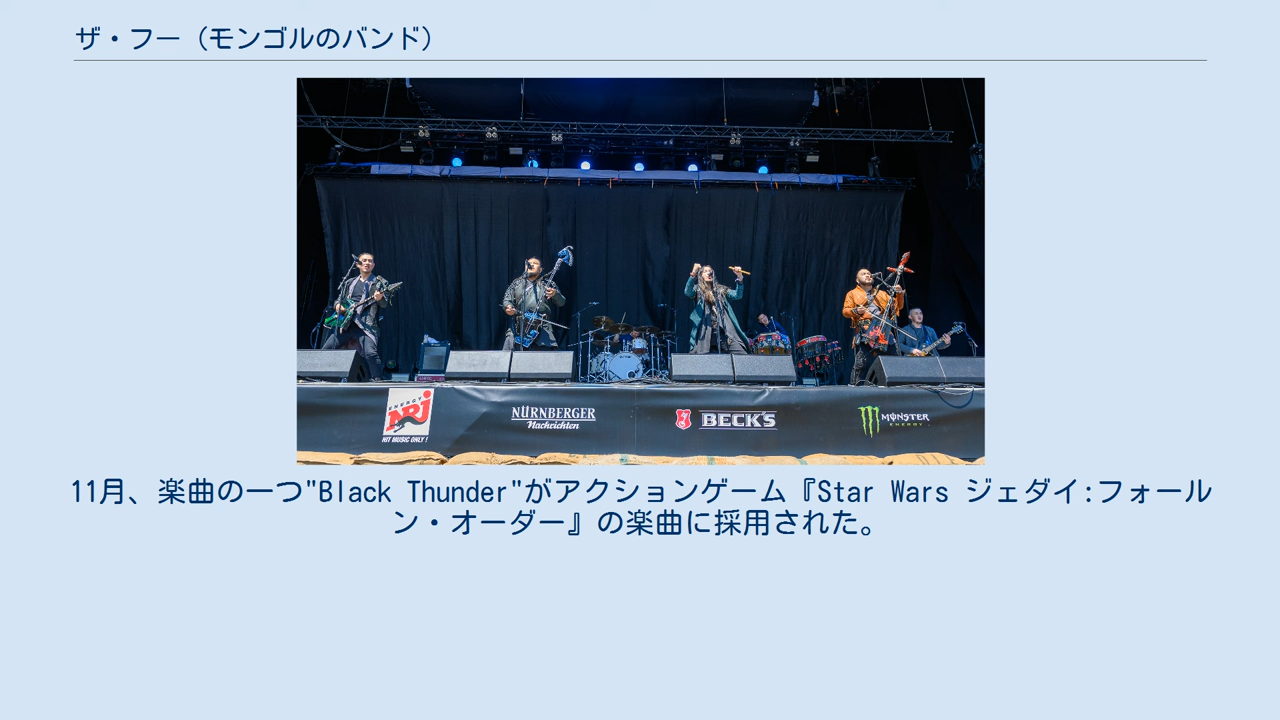 ザ・フー（モンゴルのバンド）
ENERGY
NRJ
HIT MUSIC ONLY!
NÜRNBERGER
Nachrichten
BECK'S
MONSTER
ENERGY
11月、楽曲の一つ"Black Thunder"がアクションゲーム『Star Wars ジェダイ:フォール
ン・オーダー』の楽曲に採用された。